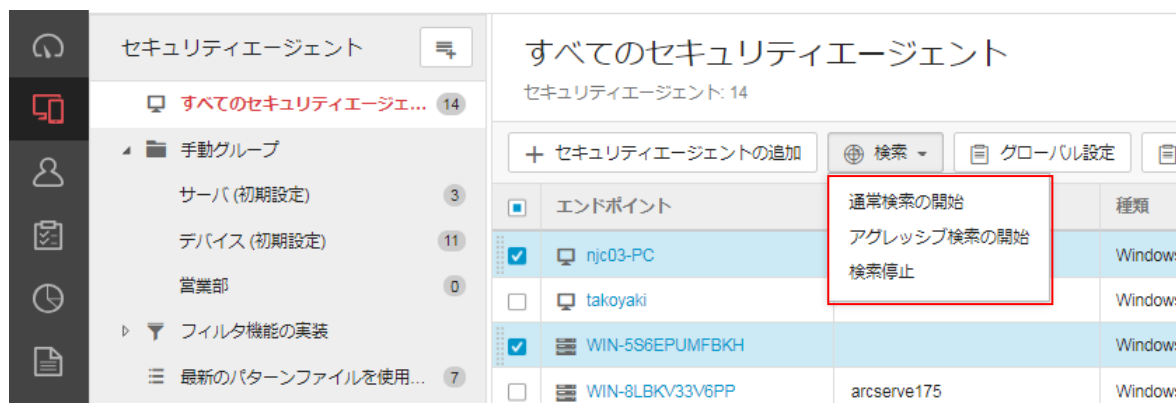 セキュリティエージェント
すべてのセキュリティエージェ... 14
手動グループ
サーバ (初期設定) 3
デバイス (初期設定) 11
営業部 0
フィルタ機能の実装
最新のパターンファイルを使用... 7
すべてのセキュリティエージェント
セキュリティエージェント: 14
+ セキュリティエージェントの追加 検索 グローバル設定
エンドポイント 種類
通常検索の開始
アグレッシブ検索の開始
検索停止
njc03-PC Windows
takoyaki Windows
WIN-5S6EPUMFBKH Windows
WIN-8LBKV33V6PP arcserve175 Windows